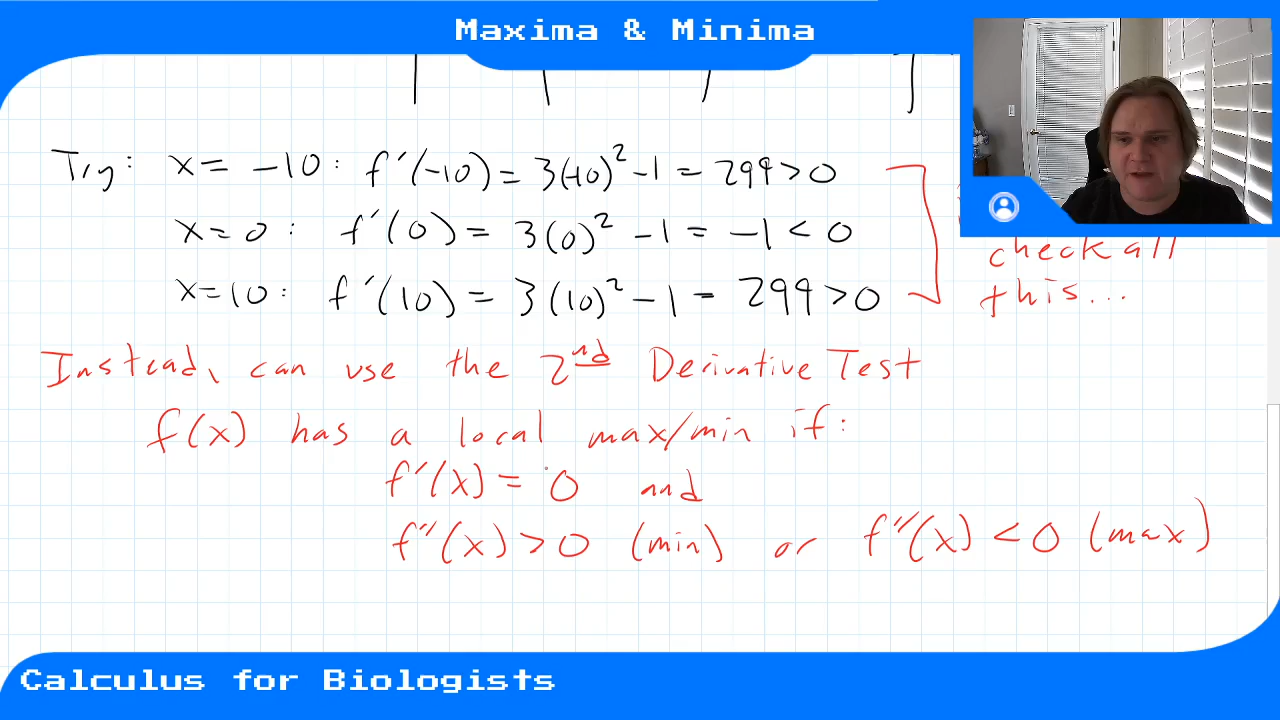 Maxima & Minima
Try: x = -10: f'(-10) = 3(-10)² - 1 = 299 > 0
x = 0: f'(0) = 3(0)² - 1 = -1 < 0
x = 10: f'(10) = 3(10)² - 1 = 299 > 0
check all
this...
Instead, can use the 2nd Derivative Test
f(x) has a local max/min if:
f'(x) = 0 and
f''(x) > 0 (min) or f''(x) < 0 (max)
Calculus for Biologists